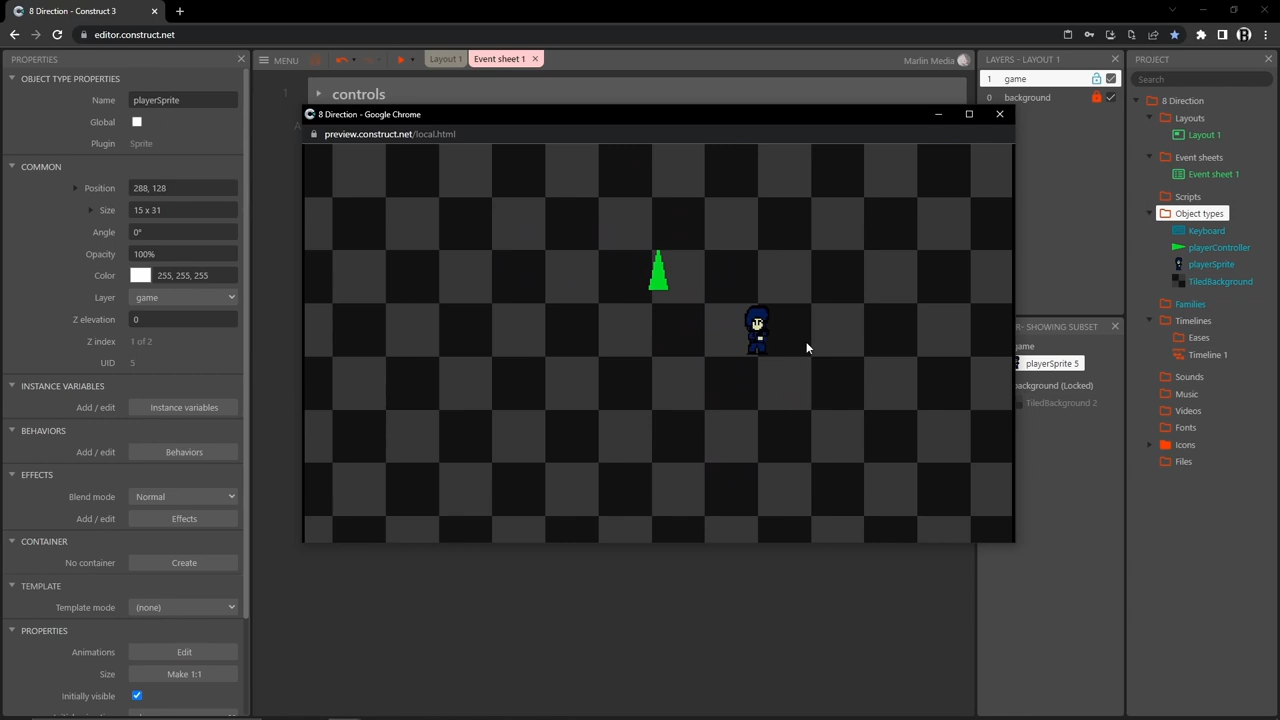 8 Direction - Construct 3
editor.construct.net
PROPERTIES
OBJECT TYPE PROPERTIES
Name playerSprite
Global
Plugin Sprite
COMMON
Position 288, 128
Size 15 x 31
Angle 0°
Opacity 100%
Color 255, 255, 255
Layer game
Z elevation 0
Z index 1 of 2
UID 5
INSTANCE VARIABLES
Add / edit Instance variables
BEHAVIORS
Add / edit Behaviors
EFFECTS
Blend mode Normal
Add / edit Effects
CONTAINER
No container Create
TEMPLATE
Template mode (none)
PROPERTIES
Animations Edit
Size Make 1:1
Initially visible
MENU
Layout 1
Event sheet 1
Marlin Media
1
controls
8 Direction - Google Chrome
preview.construct.net/local.html
LAYERS - LAYOUT 1
1 game
0 background
R- SHOWING SUBSET
game
playerSprite 5
background (Locked)
TiledBackground 2
PROJECT
Search
8 Direction
Layouts
Layout 1
Event sheets
Event sheet 1
Scripts
Object types
Keyboard
playerController
playerSprite
TiledBackground
Families
Timelines
Eases
Timeline 1
Sounds
Music
Videos
Fonts
Icons
Files